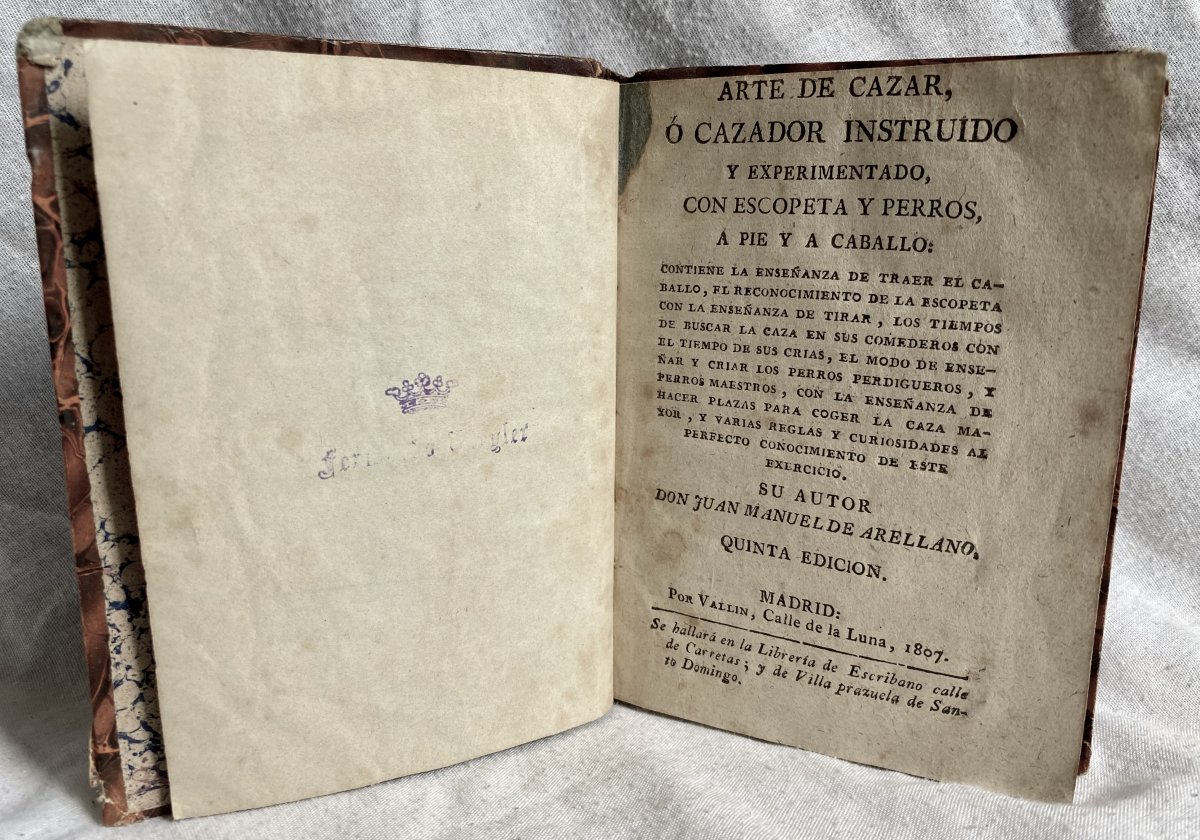 ARTE DE CAZAR,
Ó CAZADOR INSTRUIDO
Y EXPERIMENTADO,
CON ESCOPETA Y PERROS,
A PIE Y A CABALLO:
CONTIENE LA ENSEÑANZA DE TRAER EL CA-
BALLO, EL RECONOCIMIENTO DE LA ESCOPETA
CON LA ENSEÑANZA DE TIRAR, LOS TIEMPOS
DE BUSCAR LA CAZA EN SUS COMEDEROS CON
EL TIEMPO DE SUS CRIAS, EL MODO DE ENSE-
ÑAR Y CRIAR LOS PERROS PERDIGUEROS, Y
PERROS MAESTROS, CON LA ENSEÑANZA DE
HACER PLAZAS PARA COGER LA CAZA MA-
YOR, Y VARIAS REGLAS Y CURIOSIDADES AL
PERFECTO CONOCIMIENTO DE ESTE
EXERCICIO.
SU AUTOR
DON JUAN MANUEL DE ARELLANO.
QUINTA EDICION.
MADRID:
POR VALLIN, Calle de la Luna, 1807.
Se hallará en la Librería de Escribano calle
de Carretas; y de Villa prazuela de San-
to Domingo.